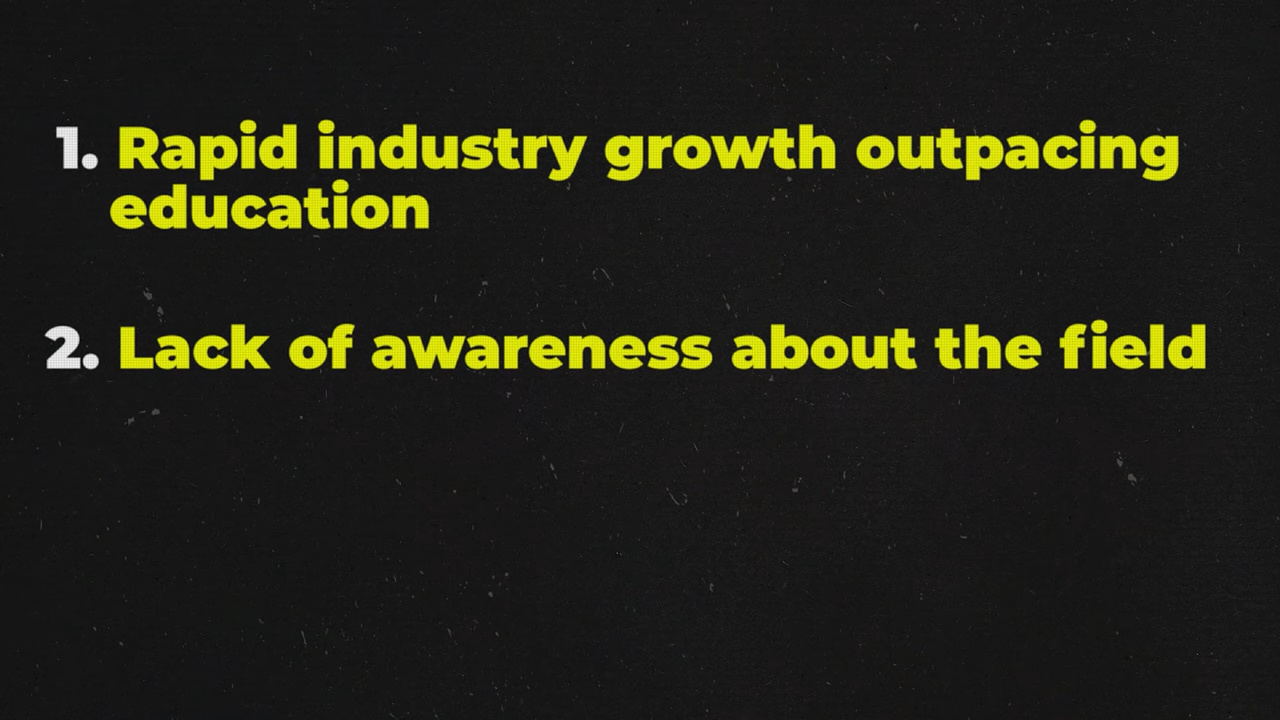 1. Rapid industry growth outpacing
education
2. Lack of awareness about the field